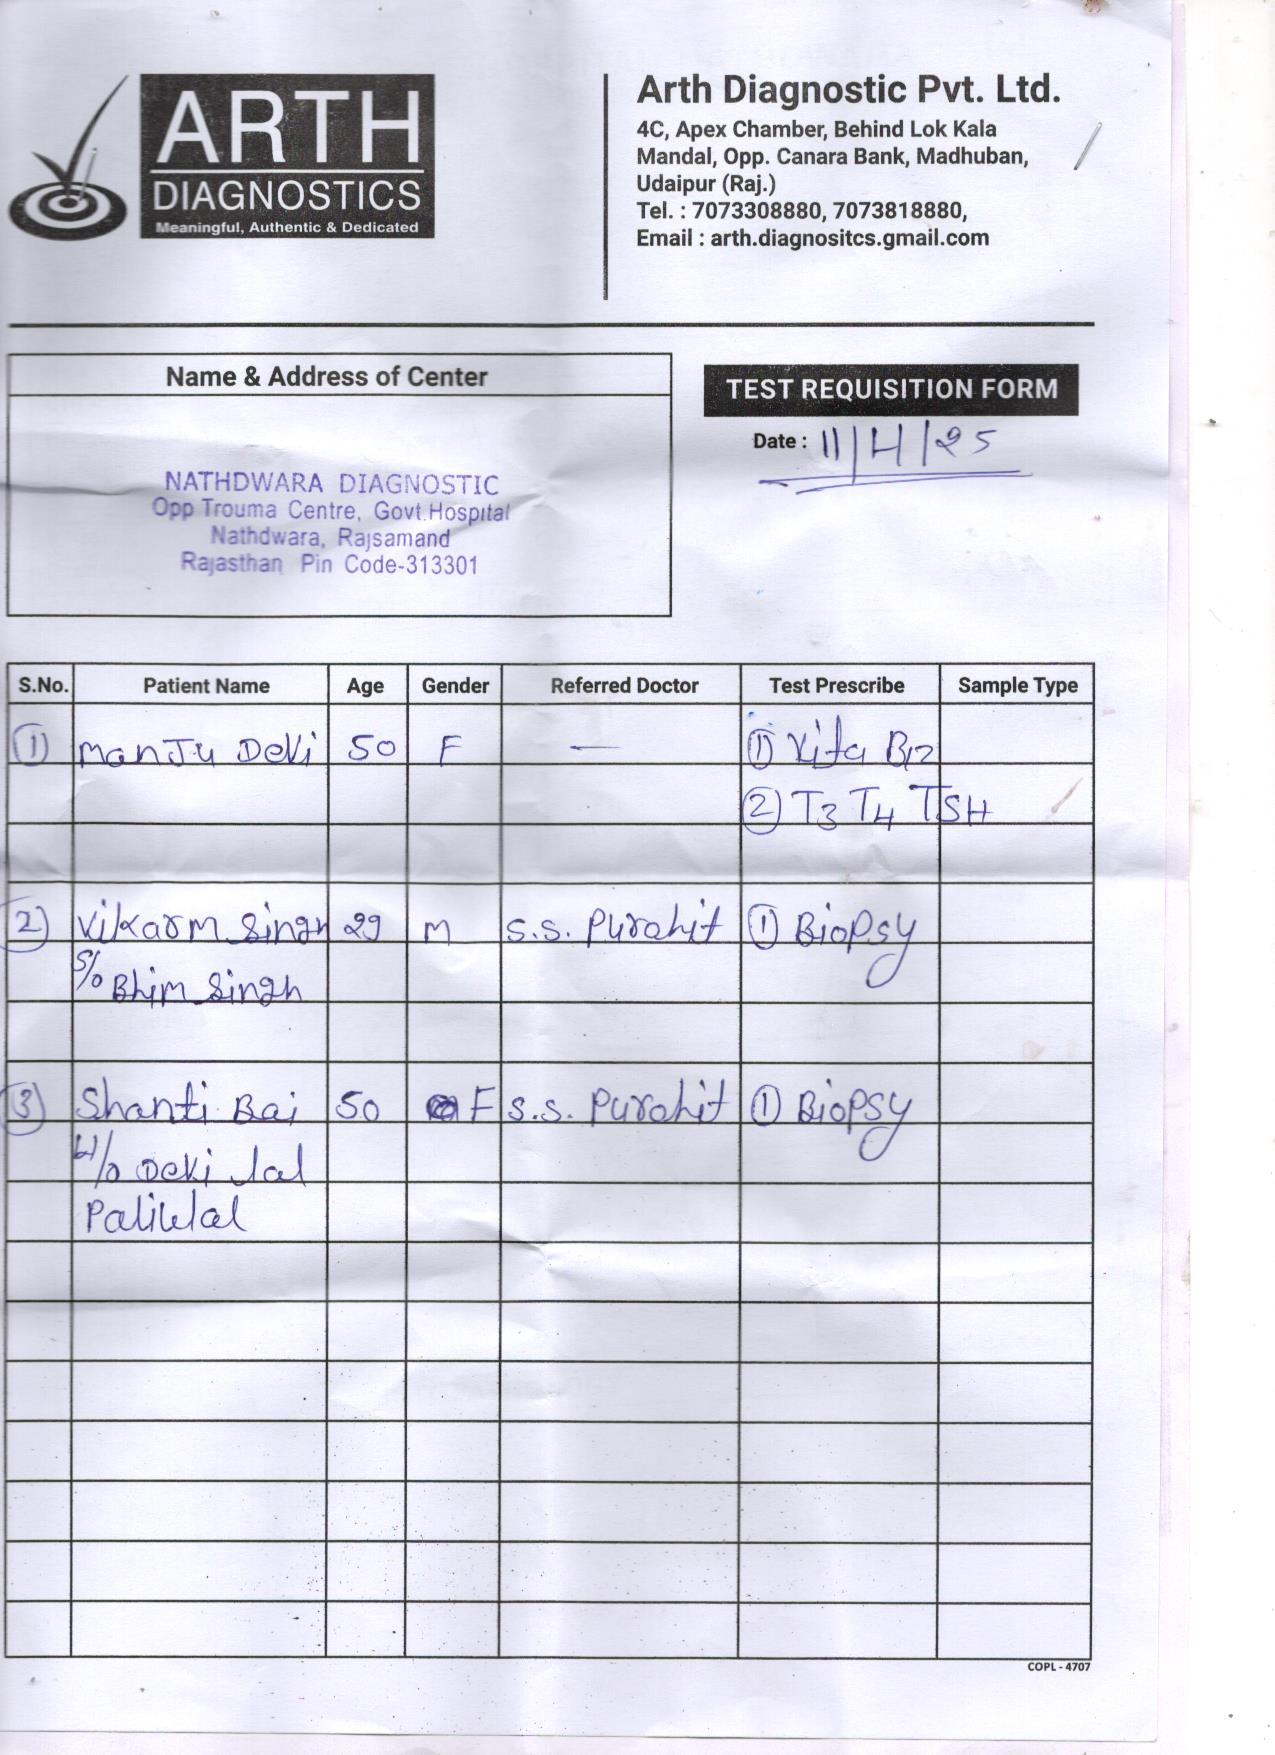 ARTH
DIAGNOSTICS
Meaningful, Authentic & Dedicated
Arth Diagnostic Pvt. Ltd.
4C, Apex Chamber, Behind Lok Kala
Mandal, Opp. Canara Bank, Madhuban,
Udaipur (Raj.)
Tel. : 7073308880, 7073818880,
Email : arth.diagnositcs.gmail.com
Name & Address of Center
NATHDWARA DIAGNOSTIC
Opp Trouma Centre, Govt.Hospital
Nathdwara, Rajsamand
Rajasthan Pin Code-313301
TEST REQUISITION FORM
Date : 11/4/25
S.No. Patient Name Age Gender Referred Doctor Test Prescribe Sample Type
① Manju Devi 50 F — ① Vita B12
② T3 T4 TSH
② Vikarm Singh 29 M S.S. Purohit ① Biopsy
S/o Bhim Singh
③ Shanti Bai 50 F S.S. Purohit ① Biopsy
W/o Devi lal
Paliwal
COPL - 4707